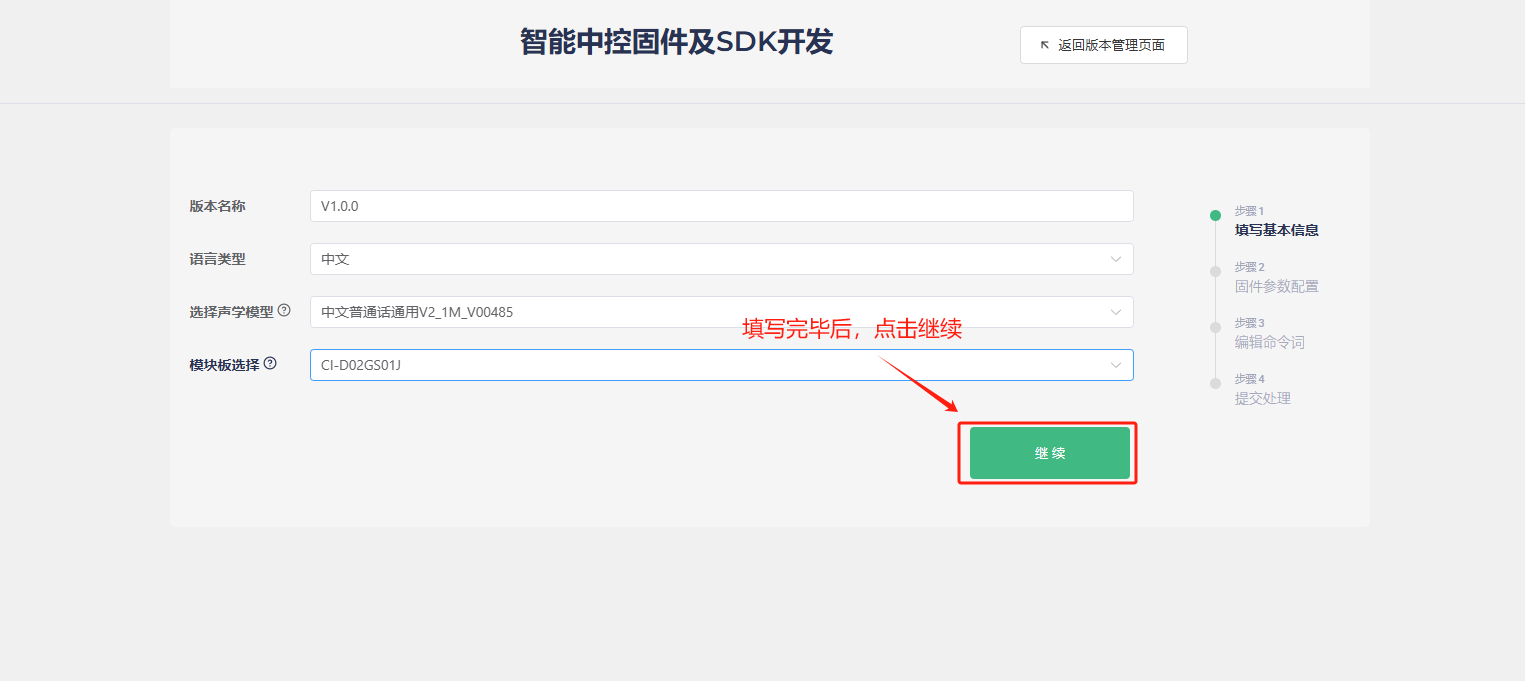 智能中控固件及SDK开发
返回版本管理页面
版本名称
V1.0.0
语言类型
中文
选择声学模型
中文普通话通用V2_1M_V00485
填写完毕后，点击继续
模块板选择
CI-D02GS01J
继 续
步骤 1
填写基本信息
步骤 2
固件参数配置
步骤 3
编辑命令词
步骤 4
提交处理